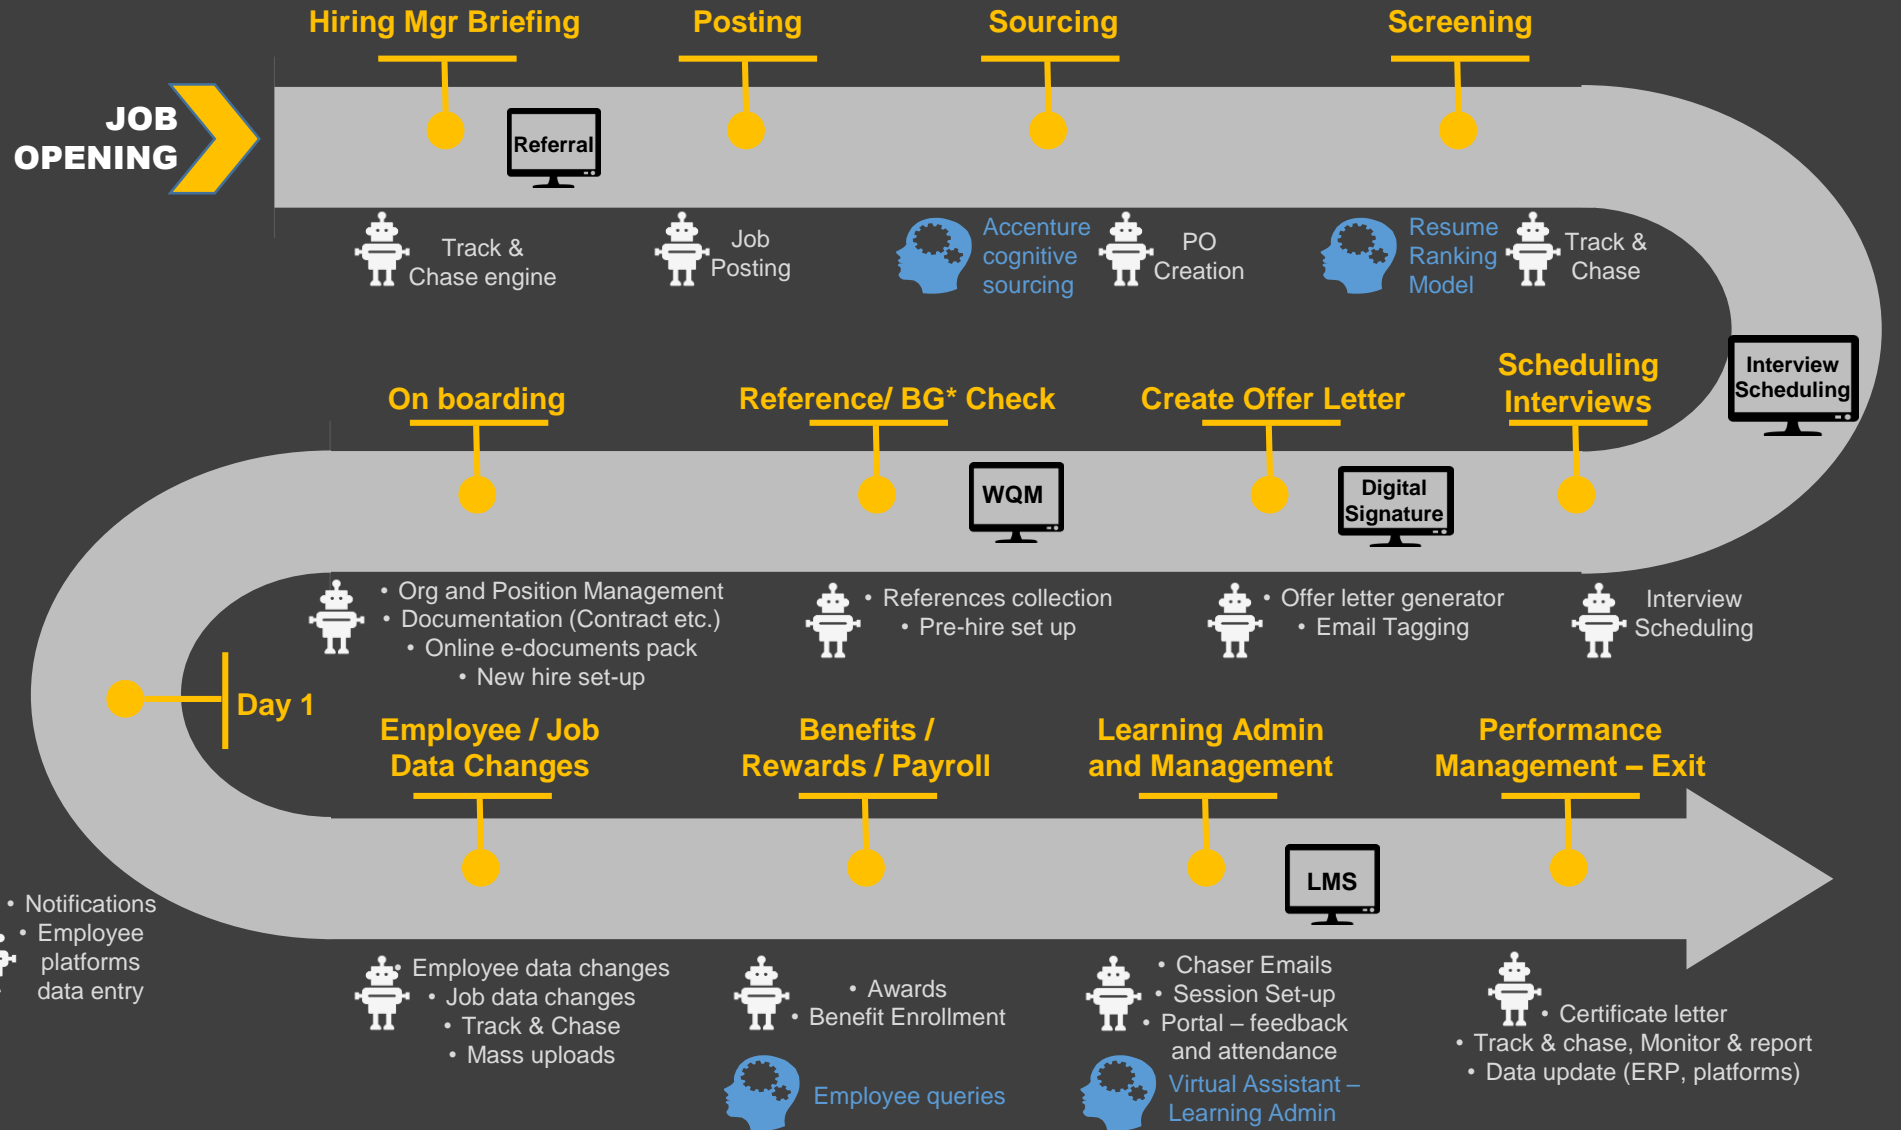 Hiring Mgr Briefing
Posting
Sourcing
Screening
JOB
OPENING
Referral
Track &
Chase engine
Job
Posting
Accenture
cognitive
sourcing
PO
Creation
Resume
Ranking
Model
Track &
Chase
Interview
Scheduling
Scheduling
Interviews
Create Offer Letter
Reference/ BG* Check
On boarding
Digital
Signature
WQM
Interview
Scheduling
• Offer letter generator
• Email Tagging
• References collection
• Pre-hire set up
• Org and Position Management
• Documentation (Contract etc.)
• Online e-documents pack
• New hire set-up
Day 1
• Notifications
• Employee
platforms
data entry
Employee / Job
Data Changes
Benefits /
Rewards / Payroll
Learning Admin
and Management
Performance
Management – Exit
LMS
• Employee data changes
• Job data changes
• Track & Chase
• Mass uploads
• Awards
• Benefit Enrollment
Employee queries
• Chaser Emails
• Session Set-up
• Portal – feedback
and attendance
Virtual Assistant –
Learning Admin
• Certificate letter
• Track & chase, Monitor & report
• Data update (ERP, platforms)